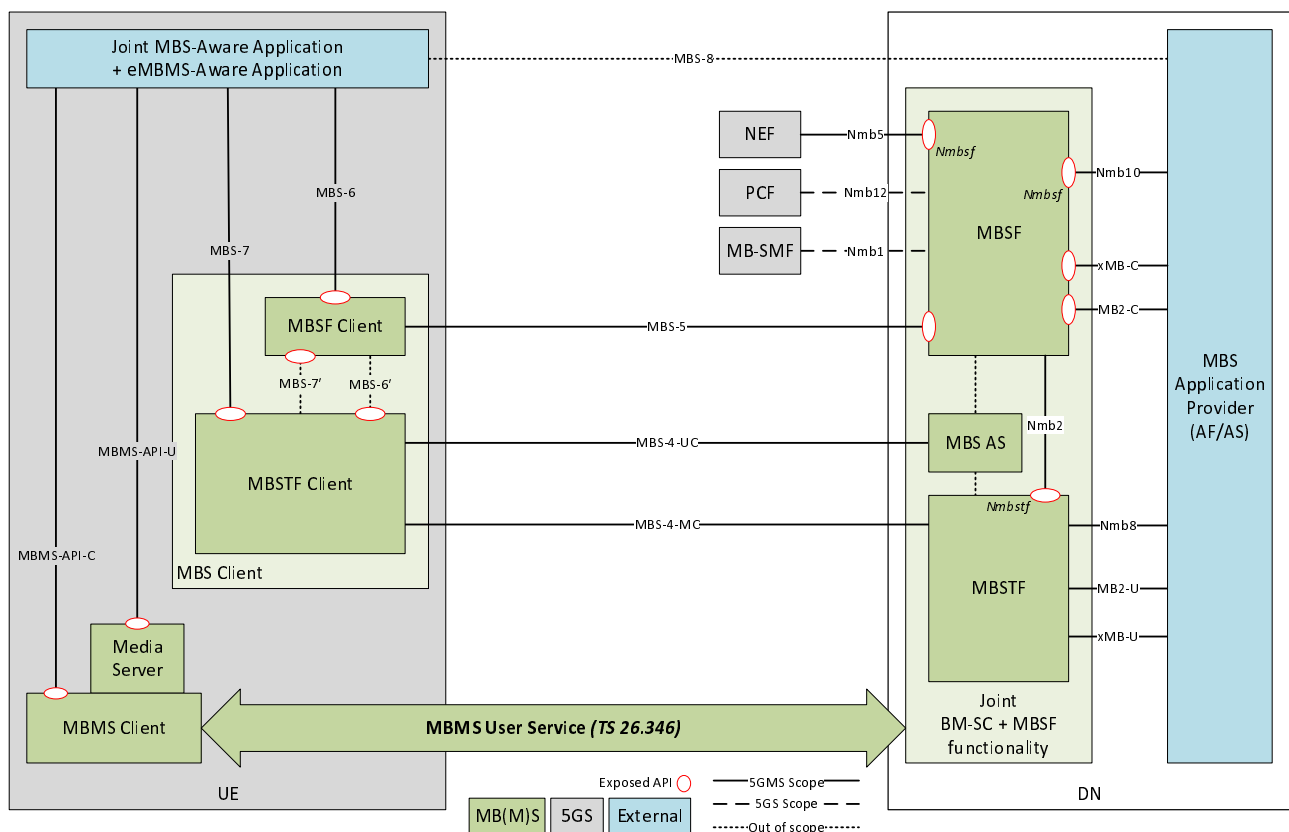 Joint MBS-Aware Application
+ eMBMS-Aware Application
MBS-8
NEF
Nmb5
Nmbsf
PCF
Nmb12
MB-SMF
Nmb1
MBSF
Nmbsf
Nmb10
xMB-C
MB2-C
MBS-6
MBS-7
MBSF Client
MBS-5
MBS-7'
MBS-6'
MBS
Application
Provider
(AF/AS)
MBMS-API-U
MBSTF Client
MBS-4-UC
MBS AS
Nmb2
MBS-4-MC
Nmbstf
Nmb8
MBMS-API-C
MBS Client
MBSTF
MB2-U
xMB-U
Media
Server
MBMS Client
MBMS User Service (TS 26.346)
Joint
BM-SC + MBSF
functionality
UE
DN
Exposed API
5GMS Scope
5GS Scope
Out of scope
MB(M)S
5GS
External